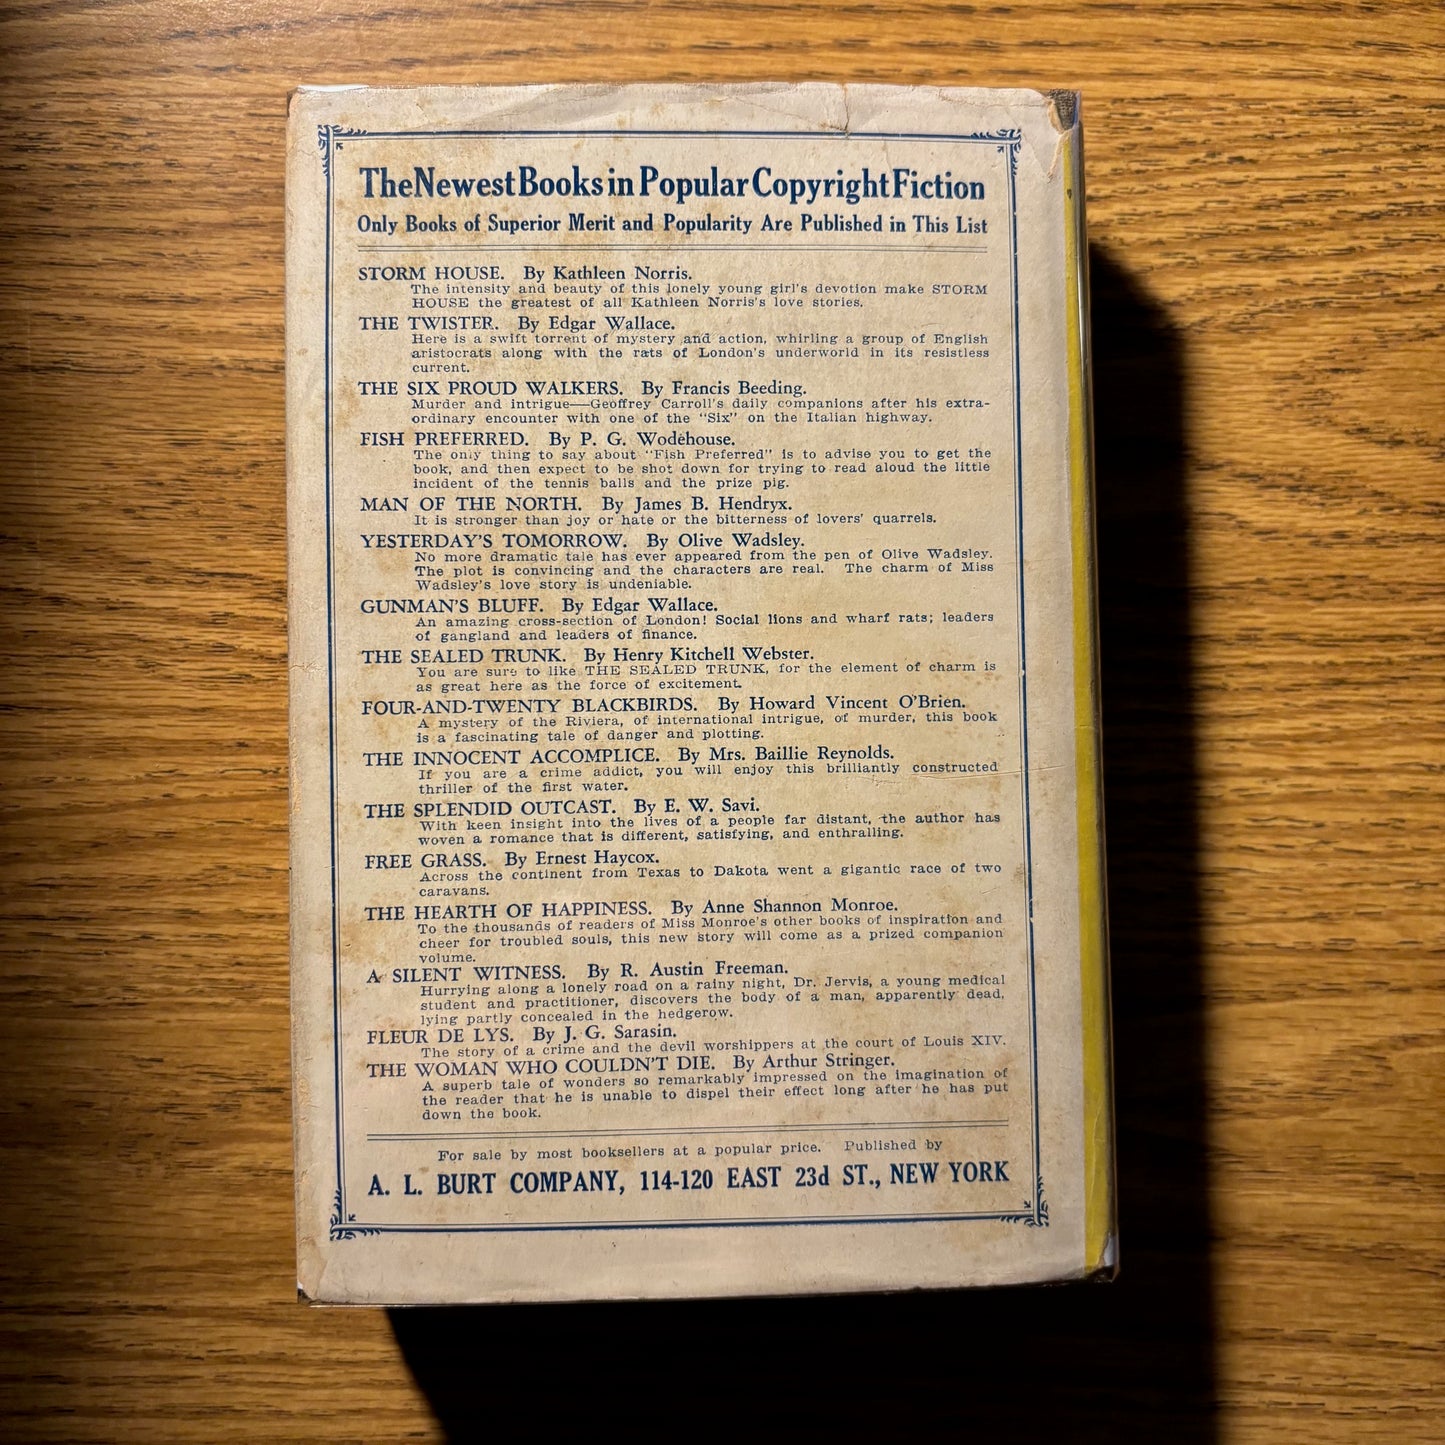 The Newest Books in Popular Copyright Fiction
Only Books of Superior Merit and Popularity Are Published in This List
STORM HOUSE. By Kathleen Norris.
The intensity and beauty of this lonely young girl's devotion make STORM
HOUSE the greatest of all Kathleen Norris's love stories.
THE TWISTER. By Edgar Wallace.
Here is a swift torrent of mystery and action, whirling a group of English
aristocrats along with the rats of London's underworld in its resistless
current.
THE SIX PROUD WALKERS. By Francis Beeding.
Murder and intrigue—Geoffrey Carroll's daily companions after his extra-
ordinary encounter with one of the "Six" on the Italian highway.
FISH PREFERRED. By P. G. Wodehouse.
The only thing to say about "Fish Preferred" is to advise you to get the
book, and then expect to be shot down for trying to read aloud the little
incident of the tennis balls and the prize pig.
MAN OF THE NORTH. By James B. Hendryx.
It is stronger than joy or hate or the bitterness of lovers' quarrels.
YESTERDAY'S TOMORROW. By Olive Wadsley.
No more dramatic tale has ever appeared from the pen of Olive Wadsley.
The plot is convincing and the characters are real. The charm of Miss
Wadsley's love story is undeniable.
GUNMAN'S BLUFF. By Edgar Wallace.
An amazing cross-section of London! Social lions and wharf rats; leaders
of gangland and leaders of finance.
THE SEALED TRUNK. By Henry Kitchell Webster.
You are sure to like THE SEALED TRUNK, for the element of charm is
as great here as the force of excitement.
FOUR-AND-TWENTY BLACKBIRDS. By Howard Vincent O'Brien.
A mystery of the Riviera, of international intrigue, of murder, this book
is a fascinating tale of danger and plotting.
THE INNOCENT ACCOMPLICE. By Mrs. Baillie Reynolds.
If you are a crime addict, you will enjoy this brilliantly constructed
thriller of the first water.
THE SPLENDID OUTCAST. By E. W. Savi.
With keen insight into the lives of a people far distant, the author has
woven a romance that is different, satisfying, and enthralling.
FREE GRASS. By Ernest Haycox.
Across the continent from Texas to Dakota went a gigantic race of two
caravans.
THE HEARTH OF HAPPINESS. By Anne Shannon Monroe.
To the thousands of readers of Miss Monroe's other books of inspiration and
cheer for troubled souls, this new story will come as a prized companion
volume.
A SILENT WITNESS. By R. Austin Freeman.
Hurrying along a lonely road on a rainy night, Dr. Jervis, a young medical
student and practitioner, discovers the body of a man, apparently dead,
lying partly concealed in the hedgerow.
FLEUR DE LYS. By J. G. Sarasin.
The story of a crime and the devil worshippers at the court of Louis XIV.
THE WOMAN WHO COULDN'T DIE. By Arthur Stringer.
A superb tale of wonders so remarkably impressed on the imagination of
the reader that he is unable to dispel their effect long after he has put
down the book.
For sale by most booksellers at a popular price. Published by
A. L. BURT COMPANY, 114-120 EAST 23d ST., NEW YORK